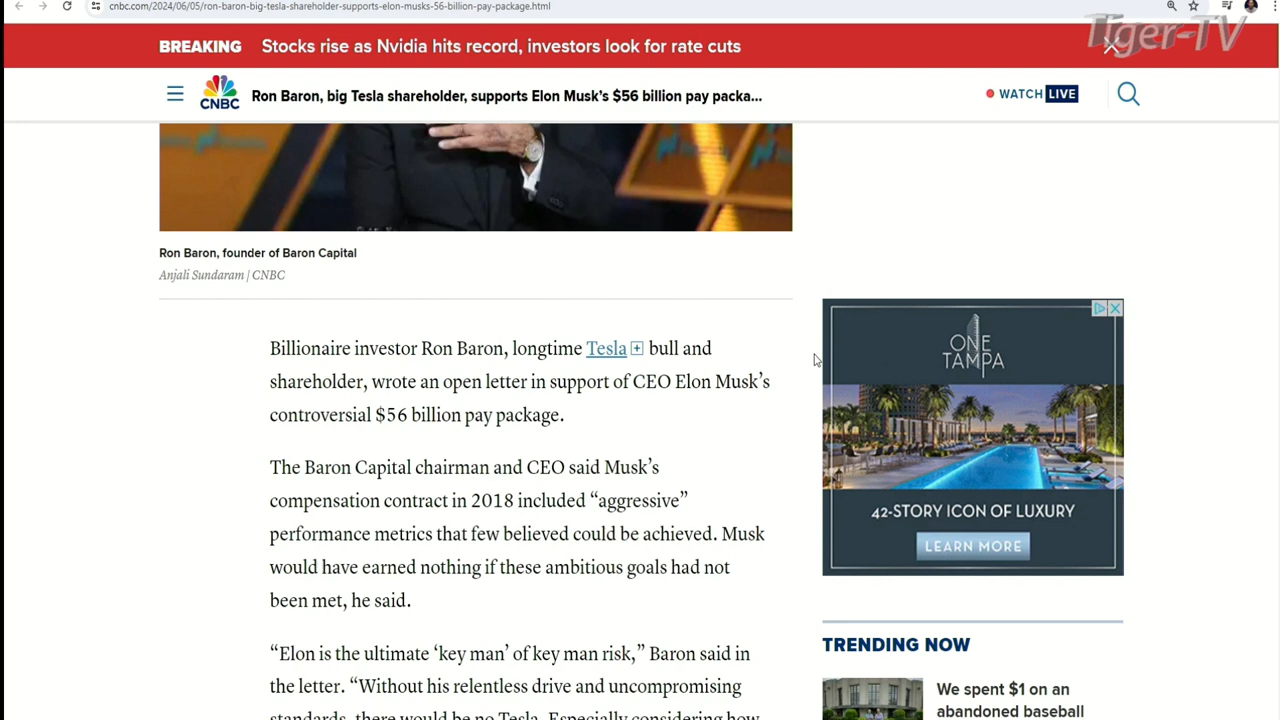 cnbc.com/2024/06/05/ron-baron-big-tesla-shareholder-supports-elon-musks-56-billion-pay-package.html
Tiger-TV
BREAKING Stocks rise as Nvidia hits record, investors look for rate cuts
CNBC
Ron Baron, big Tesla shareholder, supports Elon Musk's $56 billion pay packa...
WATCH LIVE
Ron Baron, founder of Baron Capital
Anjali Sundaram | CNBC
Billionaire investor Ron Baron, longtime Tesla + bull and
shareholder, wrote an open letter in support of CEO Elon Musk's
controversial $56 billion pay package.
The Baron Capital chairman and CEO said Musk's
compensation contract in 2018 included “aggressive”
performance metrics that few believed could be achieved. Musk
would have earned nothing if these ambitious goals had not
been met, he said.
“Elon is the ultimate ‘key man’ of key man risk,” Baron said in
the letter. “Without his relentless drive and uncompromising
standards, there would be no Tesla. Especially considering how
ONE
TAMPA
42-STORY ICON OF LUXURY
LEARN MORE
TRENDING NOW
We spent $1 on an
abandoned baseball